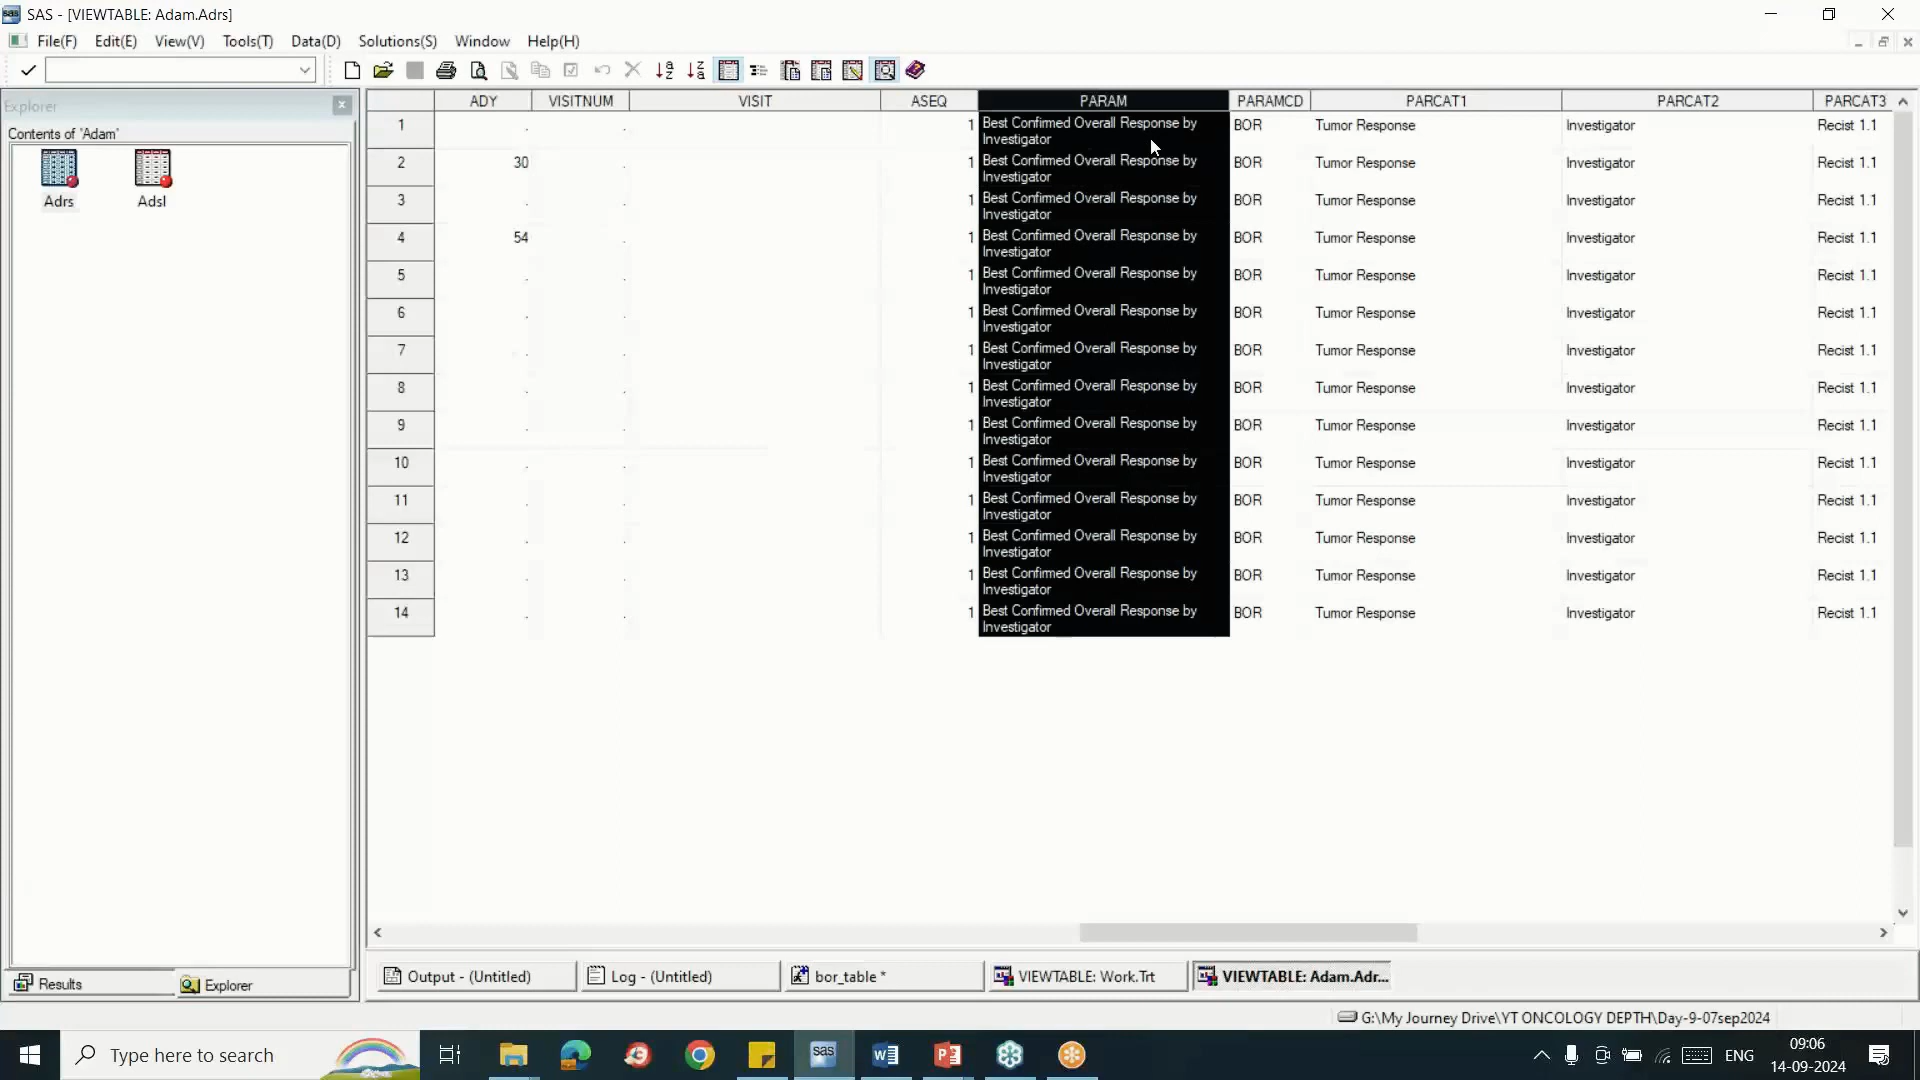 SAS - [VIEWTABLE: Adam.Adrs]
File(F) Edit(E) View(V) Tools(T) Data(D) Solutions(S) Window Help(H)
Explorer
Contents of 'Adam'
Adrs Adsl
ADY VISITNUM VISIT ASEQ PARAM PARAMCD PARCAT1 PARCAT2 PARCAT3
1 . . 1 Best Confirmed Overall Response by BOR Tumor Response Investigator Recist 1.1
Investigator
2 30 . 1 Best Confirmed Overall Response by BOR Tumor Response Investigator Recist 1.1
Investigator
3 . . 1 Best Confirmed Overall Response by BOR Tumor Response Investigator Recist 1.1
Investigator
4 54 . 1 Best Confirmed Overall Response by BOR Tumor Response Investigator Recist 1.1
Investigator
5 . . 1 Best Confirmed Overall Response by BOR Tumor Response Investigator Recist 1.1
Investigator
6 . . 1 Best Confirmed Overall Response by BOR Tumor Response Investigator Recist 1.1
Investigator
7 . . 1 Best Confirmed Overall Response by BOR Tumor Response Investigator Recist 1.1
Investigator
8 . . 1 Best Confirmed Overall Response by BOR Tumor Response Investigator Recist 1.1
Investigator
9 . . 1 Best Confirmed Overall Response by BOR Tumor Response Investigator Recist 1.1
Investigator
10 . . 1 Best Confirmed Overall Response by BOR Tumor Response Investigator Recist 1.1
Investigator
11 . . 1 Best Confirmed Overall Response by BOR Tumor Response Investigator Recist 1.1
Investigator
12 . . 1 Best Confirmed Overall Response by BOR Tumor Response Investigator Recist 1.1
Investigator
13 . . 1 Best Confirmed Overall Response by BOR Tumor Response Investigator Recist 1.1
Investigator
14 . . 1 Best Confirmed Overall Response by BOR Tumor Response Investigator Recist 1.1
Investigator
Results Explorer
Output - (Untitled) Log - (Untitled) bor_table * VIEWTABLE: Work.Trt VIEWTABLE: Adam.Adr...
G:\My Journey Drive\YT ONCOLOGY DEPTH\Day-9-07sep2024
Type here to search
ENG
09:06
14-09-2024